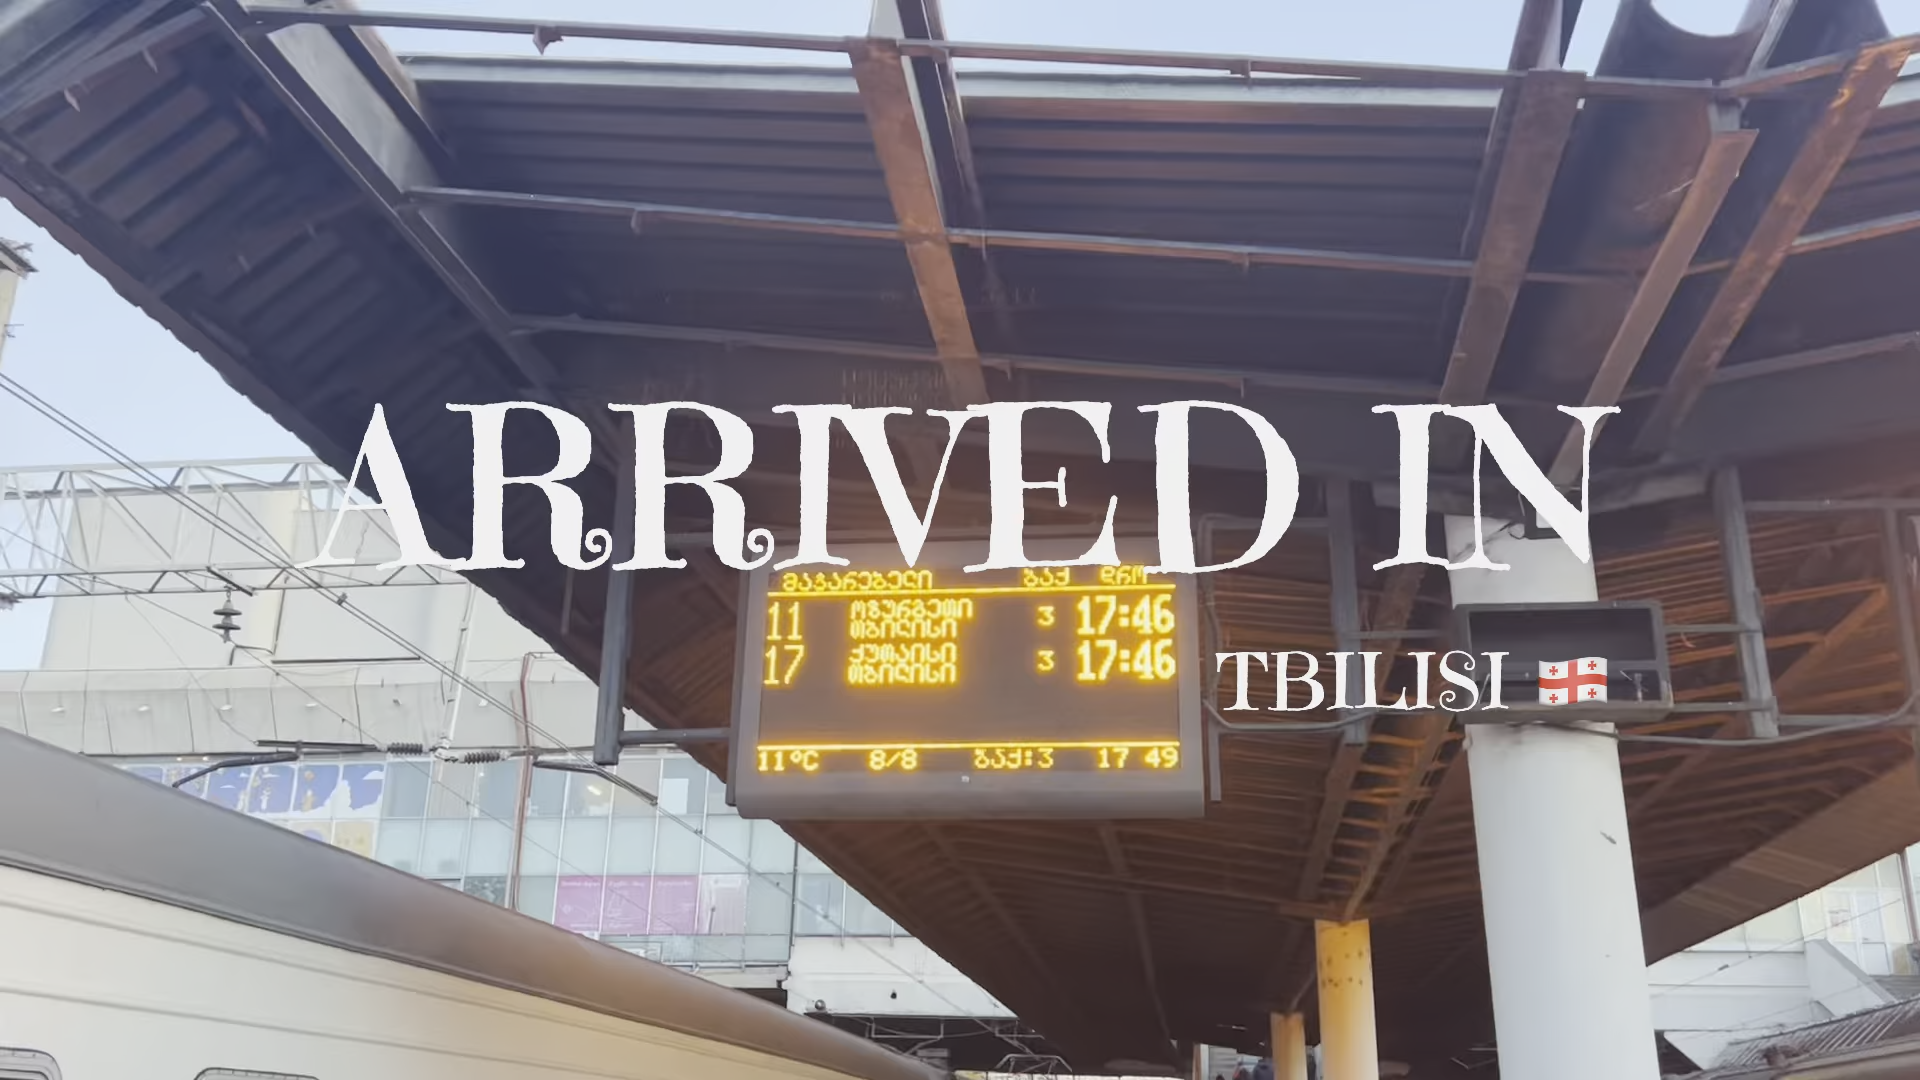 ARRIVED IN
TBILISI 🇬🇪
მატარებელი ბაქ დრო
11 ოზურგეთი 3 17:46
თბილისი
17 ქუთაისი 3 17:46
თბილისი
11°C 8/8 ბაქ:3 17 49